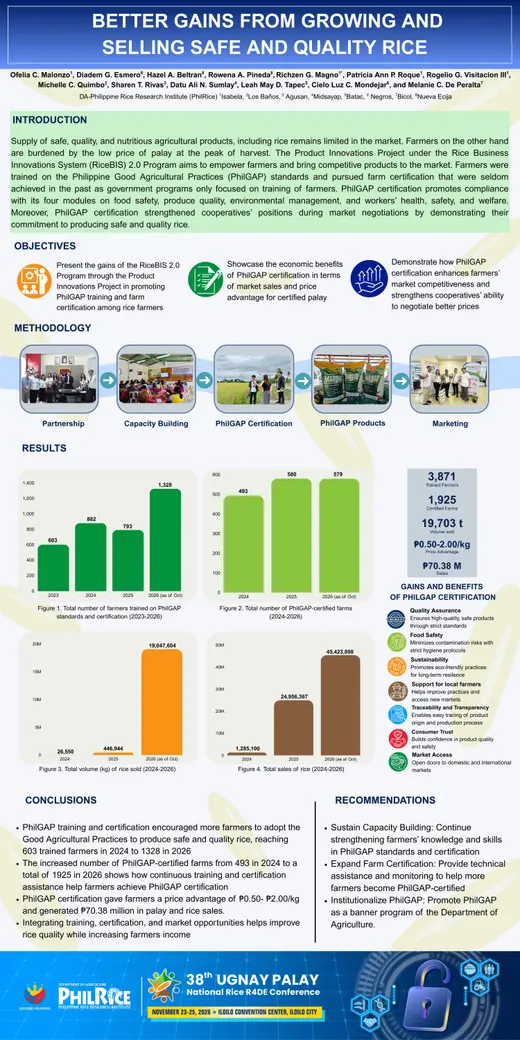 BETTER GAINS FROM GROWING AND
SELLING SAFE AND QUALITY RICE
Ofelia C. Malonzo¹, Diadem G. Esmero⁸, Hazel A. Beltran⁸, Rowena A. Pineda⁸, Richzen G. Magno¹*, Patricia Ann P. Roque¹, Rogelio G. Visitacion III¹,
Michelle C. Quimbo², Sharen T. Rivas³, Datu Ali N. Sumlay⁴, Leah May D. Tapec⁵, Cielo Luz C. Mondejar⁶, and Melanie C. De Peralta⁷
DA-Philippine Rice Research Institute (PhilRice) ¹Isabela, ²Los Baños, ³ Agusan, ⁴Midsayap, ⁵Batac, ⁶ Negros, ⁷Bicol, ⁸Nueva Ecija
INTRODUCTION
Supply of safe, quality, and nutritious agricultural products, including rice remains limited in the market. Farmers on the other hand
are burdened by the low price of palay at the peak of harvest. The Product Innovations Project under the Rice Business
Innovations System (RiceBIS) 2.0 Program aims to empower farmers and bring competitive products to the market. Farmers were
trained on the Philippine Good Agricultural Practices (PhilGAP) standards and pursued farm certification that were seldom
achieved in the past as government programs only focused on training of farmers. PhilGAP certification promotes compliance
with its four modules on food safety, produce quality, environmental management, and workers' health, safety, and welfare.
Moreover, PhilGAP certification strengthened cooperatives' positions during market negotiations by demonstrating their
commitment to producing safe and quality rice.
OBJECTIVES
Present the gains of the RiceBIS 2.0
Program through the Product
Innovations Project in promoting
PhilGAP training and farm
certification among rice farmers
Showcase the economic benefits
of PhilGAP certification in terms
of market sales and price
advantage for certified palay
Demonstrate how PhilGAP
certification enhances farmers'
market competitiveness and
strengthens cooperatives' ability
to negotiate better prices
METHODOLOGY
Partnership
Capacity Building
PhilGAP Certification
PhilGAP Products
Marketing
RESULTS
1,400
1,200
1,000
800
600
400
200
0
603
882
793
1,328
2023
2024
2025
2026 (as of Oct)
Figure 1. Total number of farmers trained on PhilGAP
standards and certification (2023-2026)
600
500
400
300
200
100
0
493
580
579
2024
2025
2026 (as of Oct)
Figure 2. Total number of PhilGAP-certified farms
(2024-2026)
3,871
Trained Farmers
1,925
Certified Farms
19,703 t
Volume sold
₱0.50-2.00/kg
Price Advantage
₱70.38 M
Sales
GAINS AND BENEFITS
OF PHILGAP CERTIFICATION
Quality Assurance
Ensures high-quality, safe products
through strict standards
Food Safety
Minimizes contamination risks with
strict hygiene protocols
Sustainability
Promotes eco-friendly practices
for long-term resilience
Support for local farmers
Helps improve practices and
access new markets
Traceability and Transparency
Enables easy tracing of product
origin and production process
Consumer Trust
Builds confidence in product quality
and safety
Market Access
Open doors to domestic and international
markets
20M
15M
10M
5M
0
26,550
446,944
19,047,604
2024
2025
2026 (as of Oct)
Figure 3. Total volume (kg) of rice sold (2024-2026)
50M
40M
30M
20M
10M
0
1,285,100
24,956,367
45,423,898
2024
2025
2026 (as of Oct)
Figure 4. Total sales of rice (2024-2026)
CONCLUSIONS
• PhilGAP training and certification encouraged more farmers to adopt the
Good Agricultural Practices to produce safe and quality rice, reaching
603 trained farmers in 2024 to 1328 in 2026
• The increased number of PhilGAP-certified farms from 493 in 2024 to a
total of 1925 in 2026 shows how continuous training and certification
assistance help farmers achieve PhilGAP certification
• PhilGAP certification gave farmers a price advantage of ₱0.50- ₱2.00/kg
and generated ₱70.38 million in palay and rice sales.
• Integrating training, certification, and market opportunities helps improve
rice quality while increasing farmers income
RECOMMENDATIONS
• Sustain Capacity Building: Continue
strengthening farmers' knowledge and skills
in PhilGAP standards and certification
• Expand Farm Certification: Provide technical
assistance and monitoring to help more
farmers become PhilGAP-certified
• Institutionalize PhilGAP: Promote PhilGAP
as a banner program of the Department of
Agriculture.
DEPARTMENT OF AGRICULTURE
PHILRICE
PHILIPPINE RICE RESEARCH INSTITUTE
38th UGNAY PALAY
National Rice R4DE Conference
NOVEMBER 23-25, 2026 • ILOILO CONVENTION CENTER, ILOILO CITY